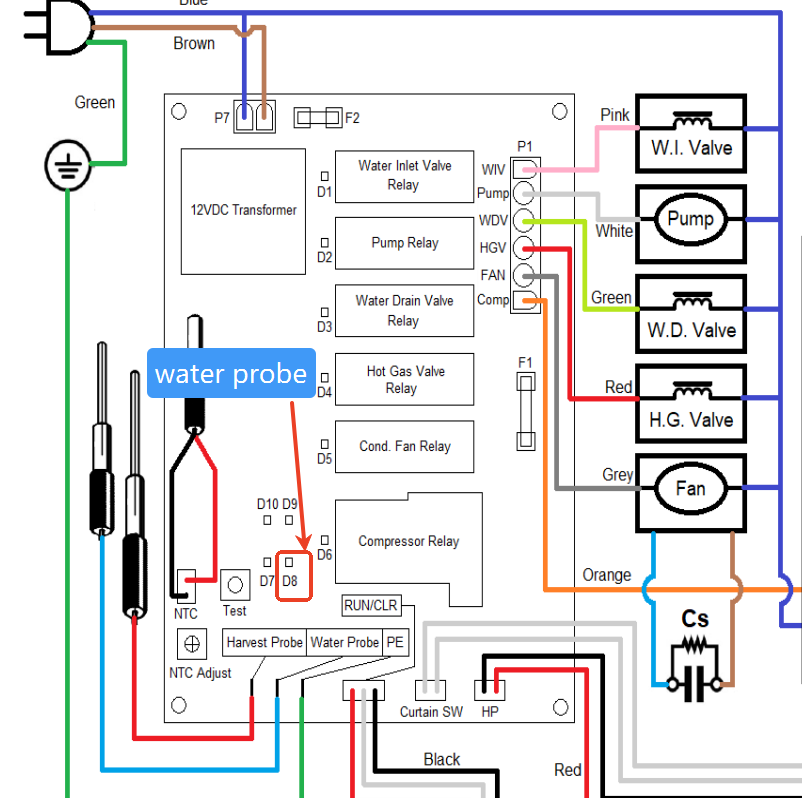 Blue
Brown
Green
P7
F2
P1
Pink
12VDC Transformer
D1
Water Inlet Valve
Relay
WIV
W.I. Valve
D2
Pump Relay
Pump
White
Pump
WDV
HGV
FAN
Comp
D3
Water Drain Valve
Relay
Green
W.D. Valve
water probe
D4
Hot Gas Valve
Relay
F1
Red
H.G. Valve
D5
Cond. Fan Relay
Grey
Fan
D10 D9
D6
Compressor Relay
D7
D8
Orange
NTC
Test
RUN/CLR
Cs
Harvest Probe
Water Probe
PE
NTC Adjust
Curtain SW
HP
Black
Red